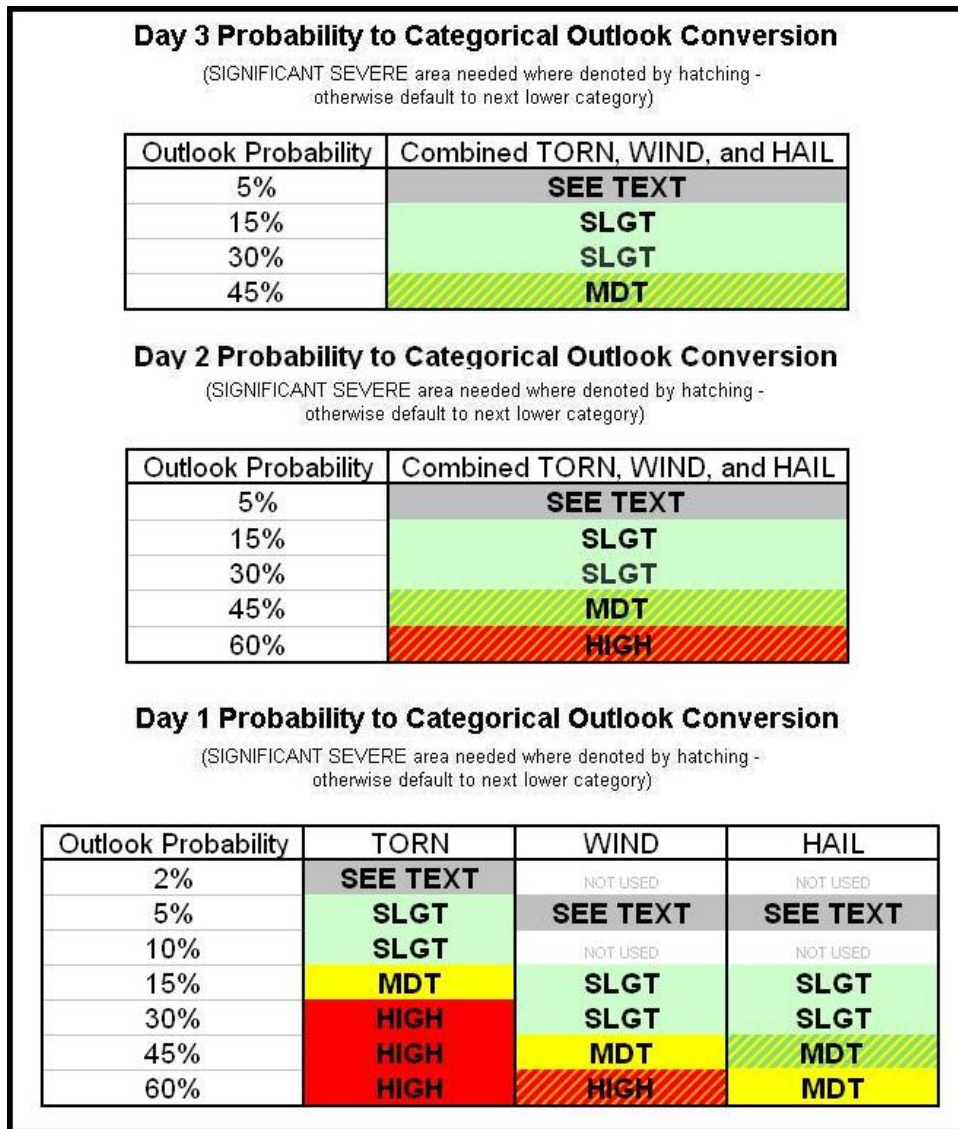 Day 3 Probability to Categorical Outlook Conversion
(SIGNIFICANT SEVERE area needed where denoted by hatching -
otherwise default to next lower category)
Outlook Probability Combined TORN, WIND, and HAIL
5% SEE TEXT
15% SLGT
30% SLGT
45% MDT
Day 2 Probability to Categorical Outlook Conversion
(SIGNIFICANT SEVERE area needed where denoted by hatching -
otherwise default to next lower category)
Outlook Probability Combined TORN, WIND, and HAIL
5% SEE TEXT
15% SLGT
30% SLGT
45% MDT
60% HIGH
Day 1 Probability to Categorical Outlook Conversion
(SIGNIFICANT SEVERE area needed where denoted by hatching -
otherwise default to next lower category)
Outlook Probability TORN WIND HAIL
2% SEE TEXT NOT USED NOT USED
5% SLGT SEE TEXT SEE TEXT
10% SLGT NOT USED NOT USED
15% MDT SLGT SLGT
30% HIGH SLGT SLGT
45% HIGH MDT MDT
60% HIGH HIGH MDT